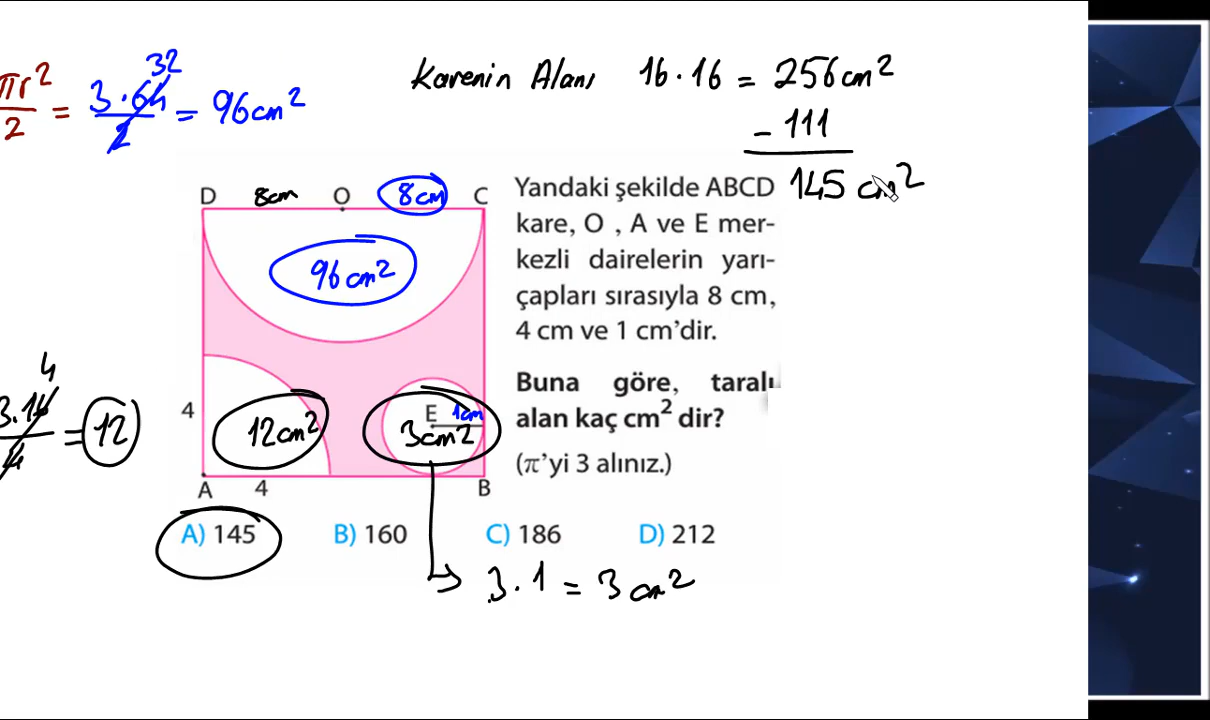 πr²/2 = 3.64/2 32 = 96cm²
Karenin Alanı 16.16 = 256cm²
- 111
145 cm²
D 8cm O 8cm C
96cm²
Yandaki şekilde ABCD
kare, O , A ve E mer-
kezli dairelerin yarı-
çapları sırasıyla 8 cm,
4 cm ve 1 cm'dir.
Buna göre, taralı
alan kaç cm² dir?
(π'yi 3 alınız.)
3.16/4 4 = 12
4
12cm²
E 1cm
3cm²
A 4 B
A) 145 B) 160 C) 186 D) 212
3.1 = 3cm²